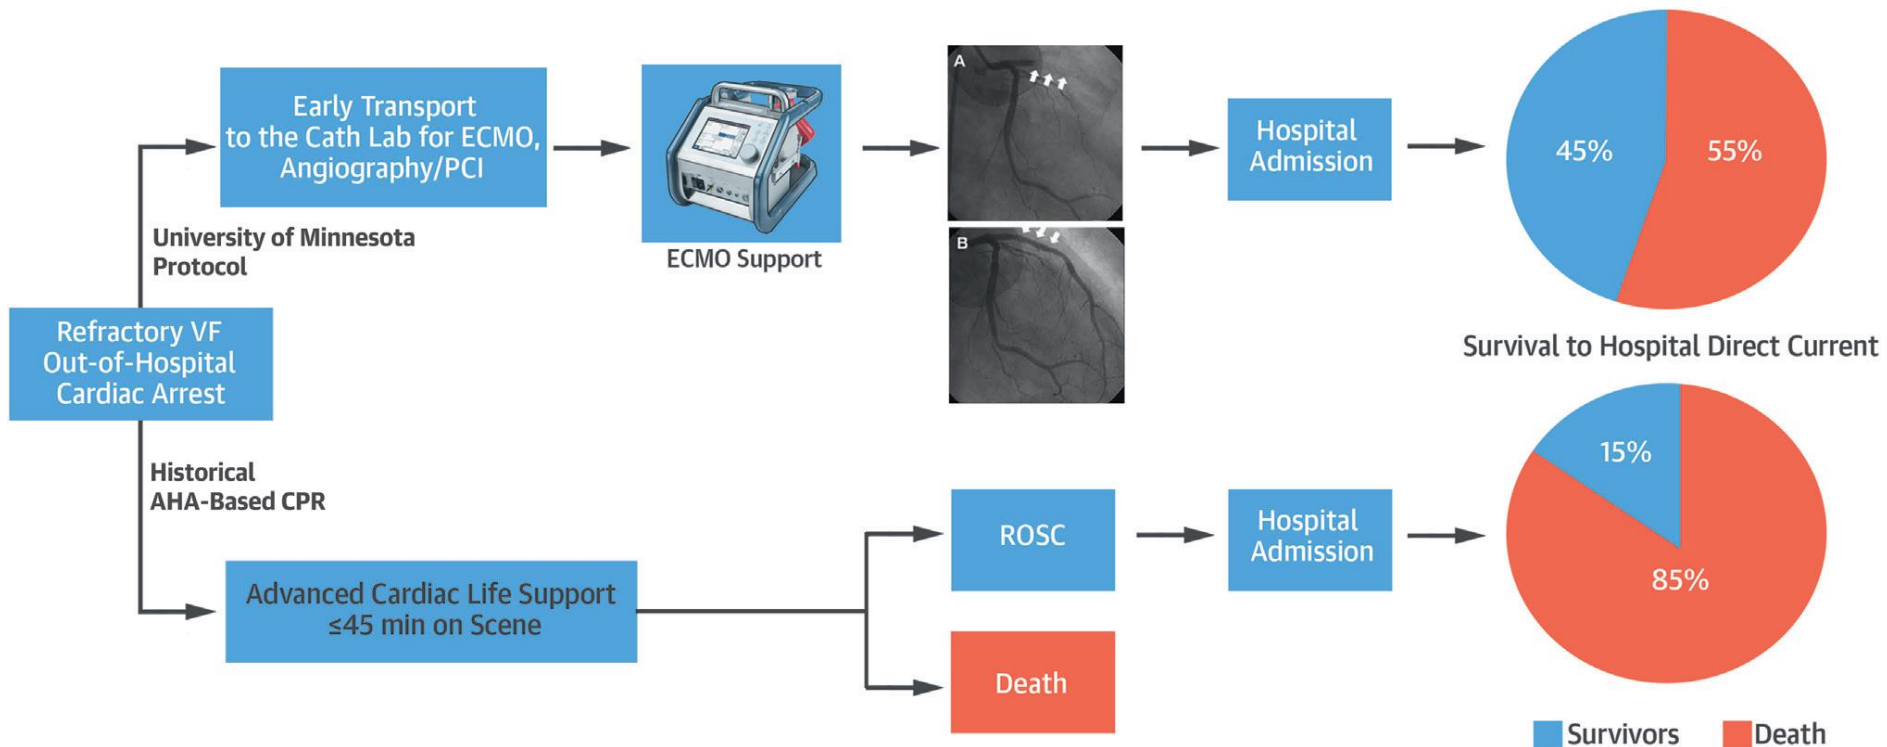 Early Transport
to the Cath Lab for ECMO,
Angiography/PCI
University of Minnesota
Protocol
ECMO Support
A
B
Hospital
Admission
45%
55%
Survival to Hospital Direct Current
Refractory VF
Out-of-Hospital
Cardiac Arrest
Historical
AHA-Based CPR
Advanced Cardiac Life Support
≤45 min on Scene
ROSC
Death
Hospital
Admission
15%
85%
Survivors
Death